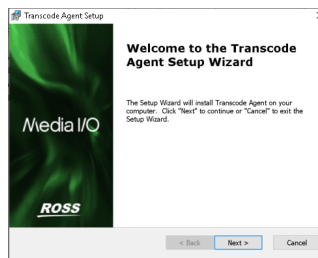 Transcode Agent Setup
Welcome to the Transcode
Agent Setup Wizard
The Setup Wizard will install Transcode Agent on your
computer. Click "Next" to continue or "Cancel" to exit the
Setup Wizard.
Media I/O
ROSS
< Back
Next >
Cancel